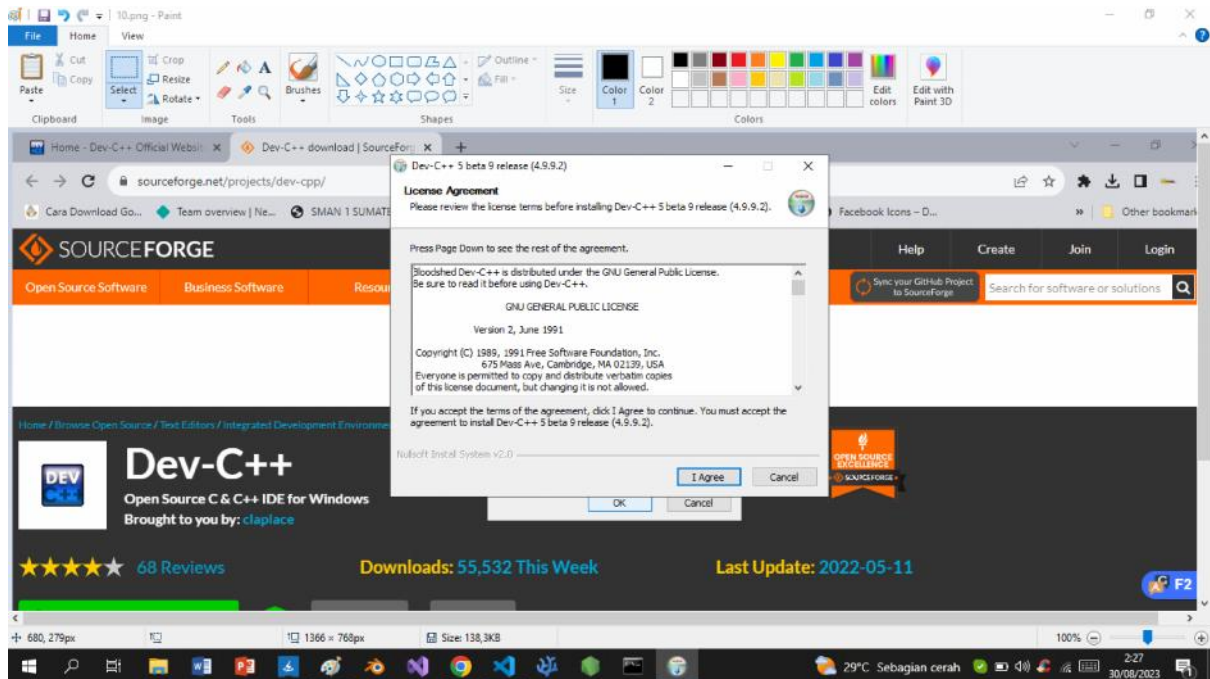 10.png - Paint
File Home View
Paste
Cut
Copy
Clipboard
Select
Crop
Resize
Rotate
Image
Tools
Brushes
Outline
Fill
Shapes
Size
Color 1
Color 2
Colors
Edit colors
Edit with Paint 3D
Home - Dev-C++ Official Websit
Dev-C++ download | SourceForg
sourceforge.net/projects/dev-cpp/
Cara Download Go... Team overview | Ne... SMAN 1 SUMATE
Facebook Icons – D... » Other bookmark
SOURCEFORGE
Help Create Join Login
Open Source Software Business Software Resour
Sync your GitHub Project
to SourceForge
Search for software or solutions
Dev-C++ 5 beta 9 release (4.9.9.2)
License Agreement
Please review the license terms before installing Dev-C++ 5 beta 9 release (4.9.9.2).
Press Page Down to see the rest of the agreement.
Bloodshed Dev-C++ is distributed under the GNU General Public License.
Be sure to read it before using Dev-C++.
GNU GENERAL PUBLIC LICENSE
Version 2, June 1991
Copyright (C) 1989, 1991 Free Software Foundation, Inc.
675 Mass Ave, Cambridge, MA 02139, USA
Everyone is permitted to copy and distribute verbatim copies
of this license document, but changing it is not allowed.
If you accept the terms of the agreement, click I Agree to continue. You must accept the
agreement to install Dev-C++ 5 beta 9 release (4.9.9.2).
Nullsoft Install System v2.0
I Agree Cancel
OK Cancel
Home / Browse Open Source / Text Editors / Integrated Development Environme
DEV
C++
Dev-C++
Open Source C & C++ IDE for Windows
Brought to you by: claplace
OPEN SOURCE
EXCELLENCE
SOURCEFORGE
68 Reviews
Downloads: 55,532 This Week
Last Update: 2022-05-11
F2
680, 279px 1366 × 768px Size: 138,3KB 100%
29°C Sebagian cerah
2:27
30/08/2023